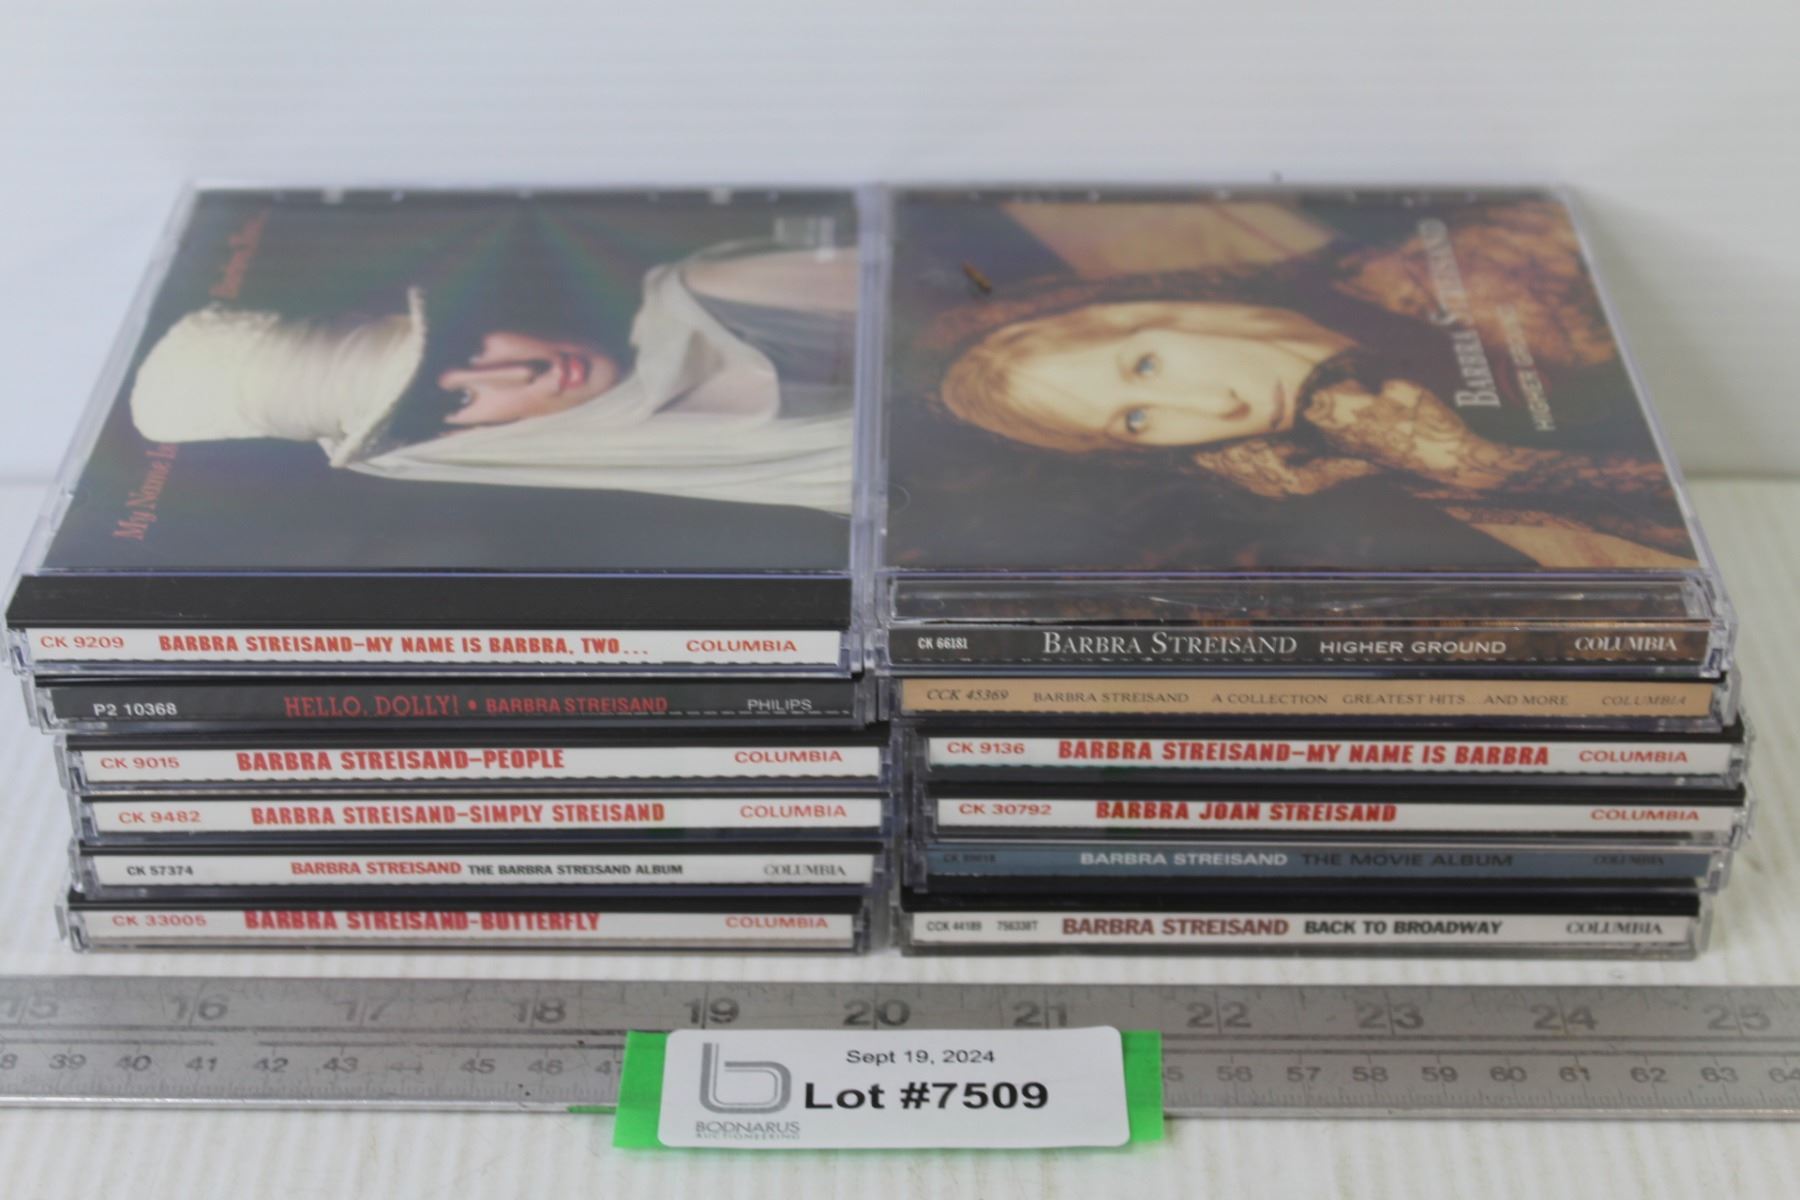 My Name Is
BARBRA STREISAND
HIGHER GROUND
CK 9209 BARBRA STREISAND–MY NAME IS BARBRA, TWO... COLUMBIA
P2 10368 HELLO, DOLLY! • BARBRA STREISAND PHILIPS
CK 9015 BARBRA STREISAND–PEOPLE COLUMBIA
CK 9482 BARBRA STREISAND–SIMPLY STREISAND COLUMBIA
CK 57374 BARBRA STREISAND THE BARBRA STREISAND ALBUM COLUMBIA
CK 33005 BARBRA STREISAND–BUTTERFLY COLUMBIA
CK 66181 BARBRA STREISAND HIGHER GROUND COLUMBIA
CCK 45369 BARBRA STREISAND A COLLECTION GREATEST HITS...AND MORE COLUMBIA
CK 9136 BARBRA STREISAND–MY NAME IS BARBRA COLUMBIA
CK 30792 BARBRA JOAN STREISAND COLUMBIA
BARBRA STREISAND THE MOVIE ALBUM COLUMBIA
CCK 44189 BARBRA STREISAND BACK TO BROADWAY COLUMBIA
15 16 17 18 19 20 21 22 23 24 25
39 40 41 42 43 44 45 46 56 57 58 59 60 61 62 63 64
Sept 19, 2024
Lot #7509
BODNARUS
AUCTIONEERING